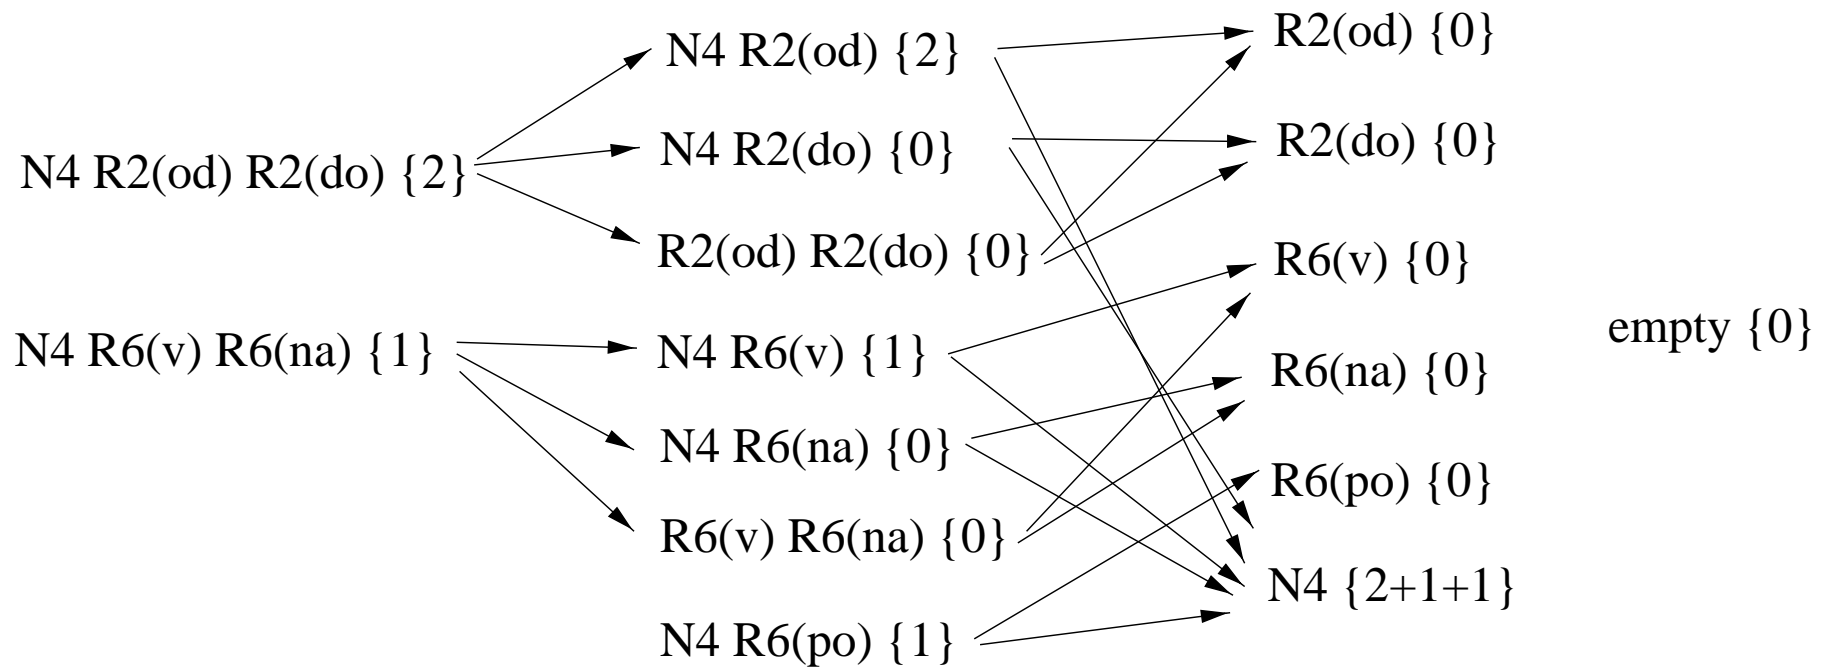 N4 R2(od) R2(do) {2}
N4 R6(v) R6(na) {1}
N4 R2(od) {2}
N4 R2(do) {0}
R2(od) R2(do) {0}
N4 R6(v) {1}
N4 R6(na) {0}
R6(v) R6(na) {0}
N4 R6(po) {1}
R2(od) {0}
R2(do) {0}
R6(v) {0}
R6(na) {0}
R6(po) {0}
N4 {2+1+1}
empty {0}